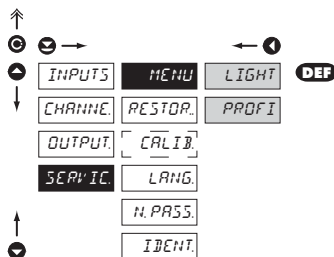 INPUTS MENU LIGHT DEF
CHANNE. RESTOR.. PROFI
OUTPUT. CALIB.
SERVIC. LANG.
N. PASS.
IDENT.